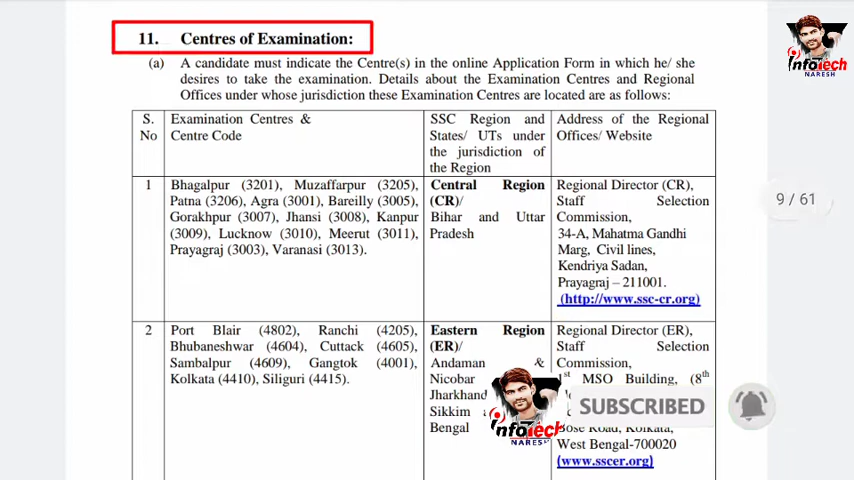 11. Centres of Examination:
(a) A candidate must indicate the Centre(s) in the online Application Form in which he/ she
desires to take the examination. Details about the Examination Centres and Regional
Offices under whose jurisdiction these Examination Centres are located are as follows:
S. No
Examination Centres &
Centre Code
SSC Region and
States/ UTs under
the jurisdiction of
the Region
Address of the Regional
Offices/ Website
1
Bhagalpur (3201), Muzaffarpur (3205),
Patna (3206), Agra (3001), Bareilly (3005),
Gorakhpur (3007), Jhansi (3008), Kanpur
(3009), Lucknow (3010), Meerut (3011),
Prayagraj (3003), Varanasi (3013).
Central Region
(CR)/
Bihar and Uttar
Pradesh
Regional Director (CR),
Staff Selection
Commission,
34-A, Mahatma Gandhi
Marg, Civil lines,
Kendriya Sadan,
Prayagraj – 211001.
(http://www.ssc-cr.org)
2
Port Blair (4802), Ranchi (4205),
Bhubaneshwar (4604), Cuttack (4605),
Sambalpur (4609), Gangtok (4001),
Kolkata (4410), Siliguri (4415).
Eastern Region
(ER)/
Andaman &
Nicobar
Jharkhand
Sikkim
Bengal
Regional Director (ER),
Staff Selection
Commission,
1st MSO Building, (8th
Bose Road, Kolkata,
West Bengal-700020
(www.sscer.org)
9 / 61
infoTech
NARESH
infoTech
NARESH
SUBSCRIBED